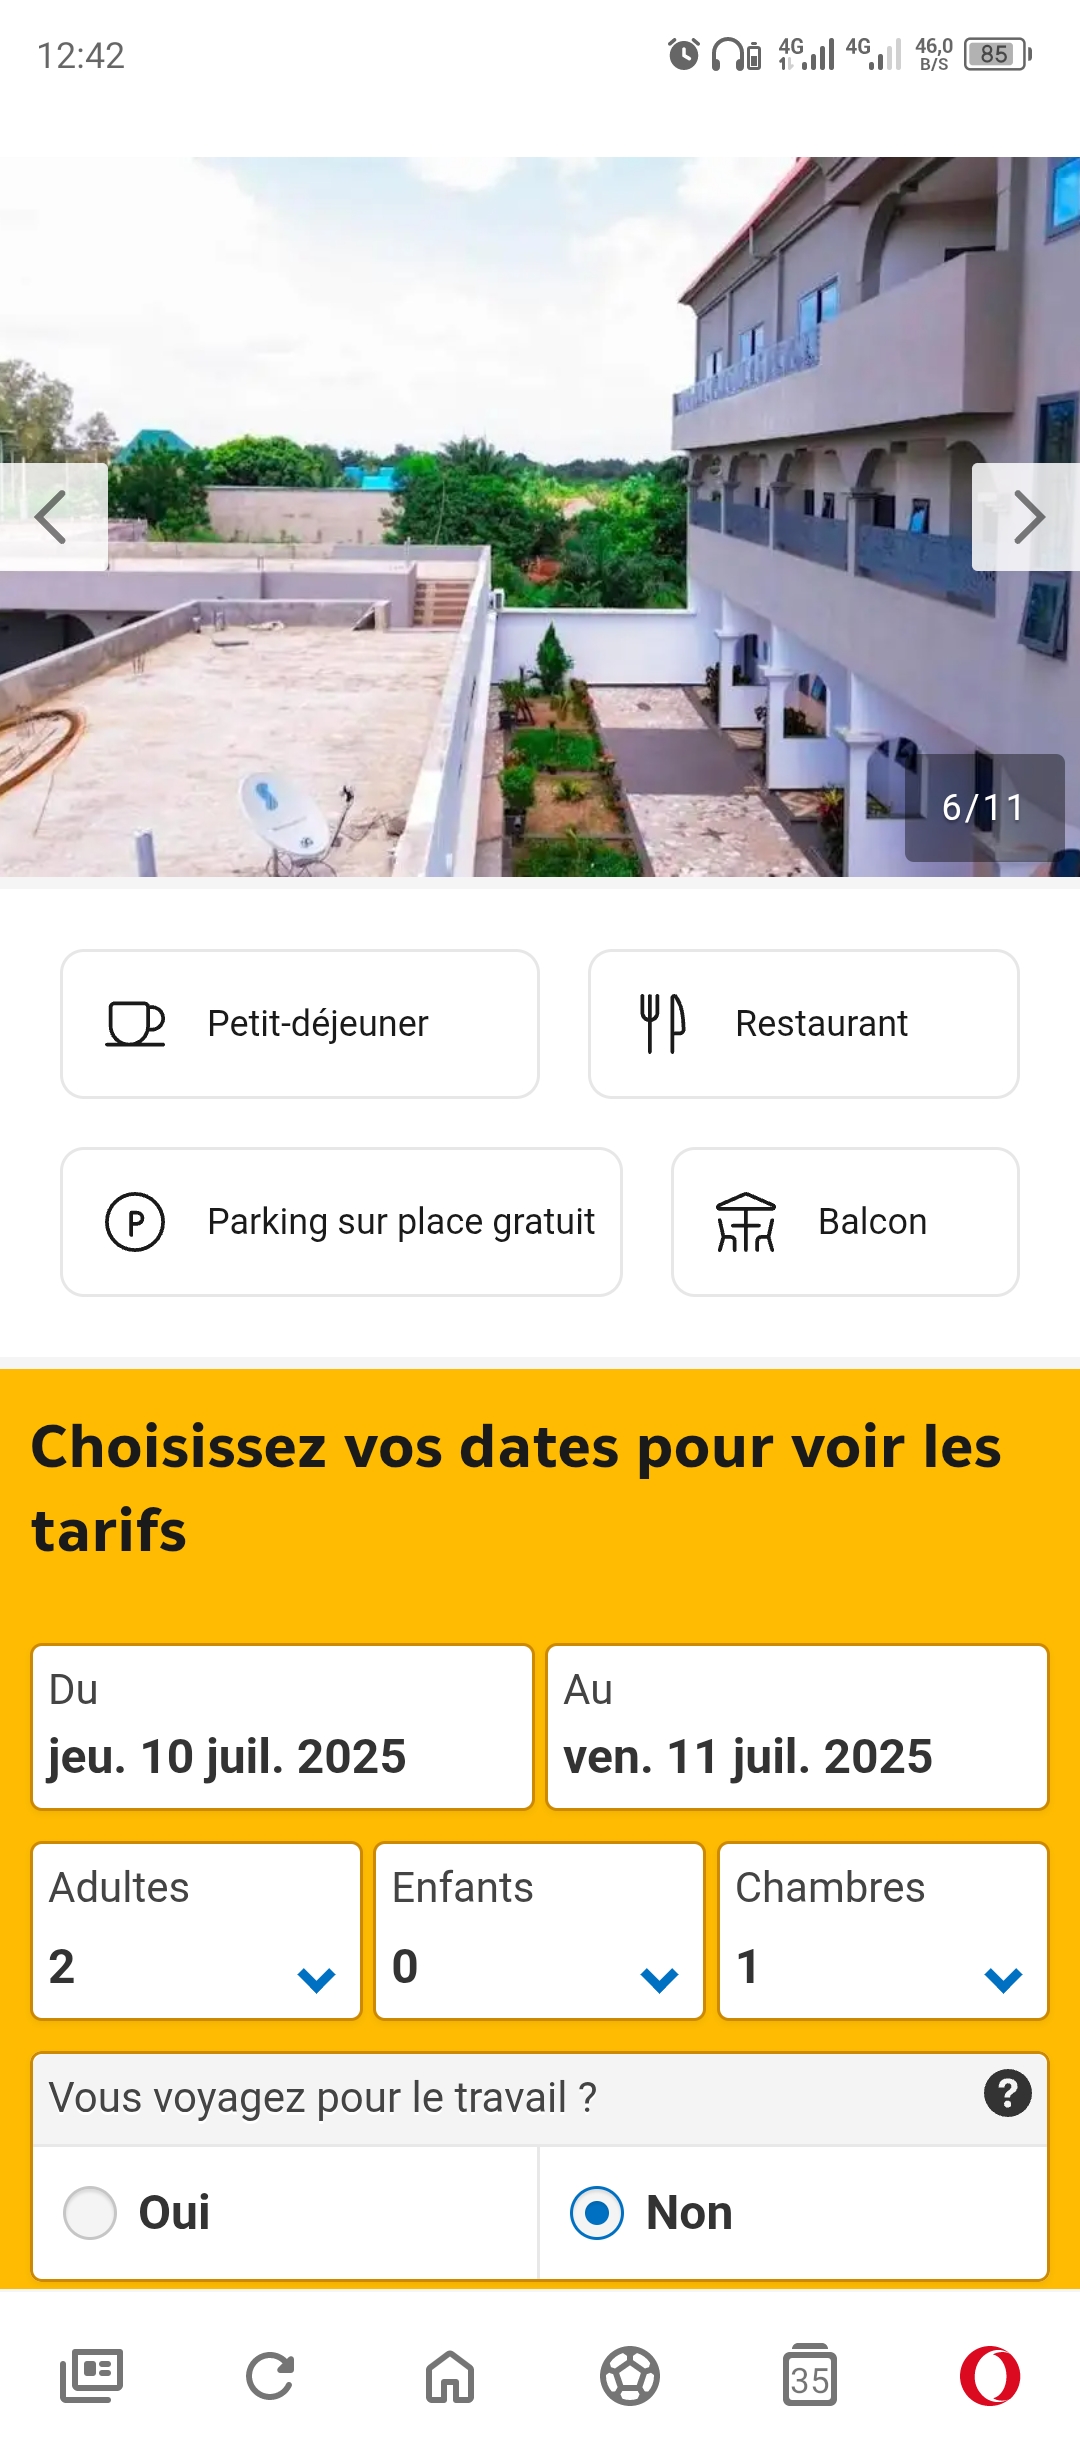 12:42
4G
4G
46,0
B/S
85
6/11
Petit-déjeuner
Restaurant
P
Parking sur place gratuit
Balcon
Choisissez vos dates pour voir les
tarifs
Du
jeu. 10 juil. 2025
Au
ven. 11 juil. 2025
Adultes
2
Enfants
0
Chambres
1
Vous voyagez pour le travail ?
?
Oui
Non
35